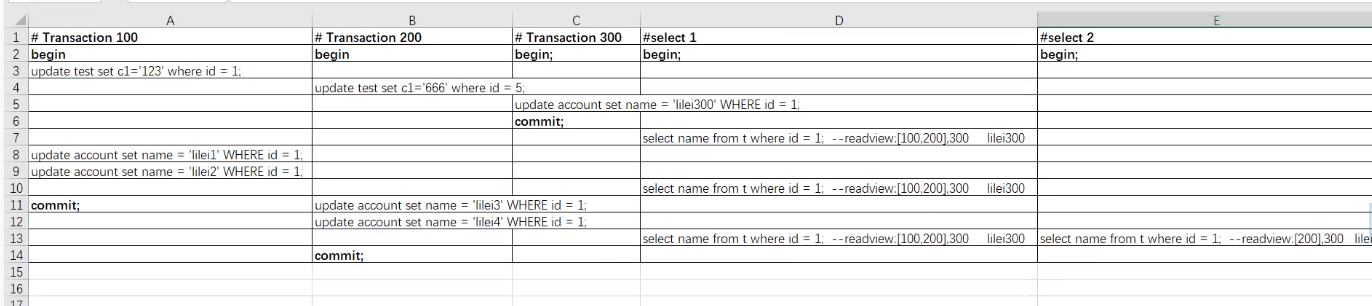 A B C D E
1 # Transaction 100 # Transaction 200 # Transaction 300 #select 1 #select 2
2 begin begin begin; begin; begin;
3 update test set c1='123' where id = 1;
4 update test set c1='666' where id = 5;
5 update account set name = 'lilei300' WHERE id = 1;
6 commit;
7 select name from t where id = 1; --readview:[100,200],300 lilei300
8 update account set name = 'lilei1' WHERE id = 1;
9 update account set name = 'lilei2' WHERE id = 1;
10 select name from t where id = 1; --readview:[100,200],300 lilei300
11 commit; update account set name = 'lilei3' WHERE id = 1;
12 update account set name = 'lilei4' WHERE id = 1;
13 select name from t where id = 1; --readview:[100,200],300 lilei300 select name from t where id = 1; --readview:[200],300
14 commit;
15
16
17